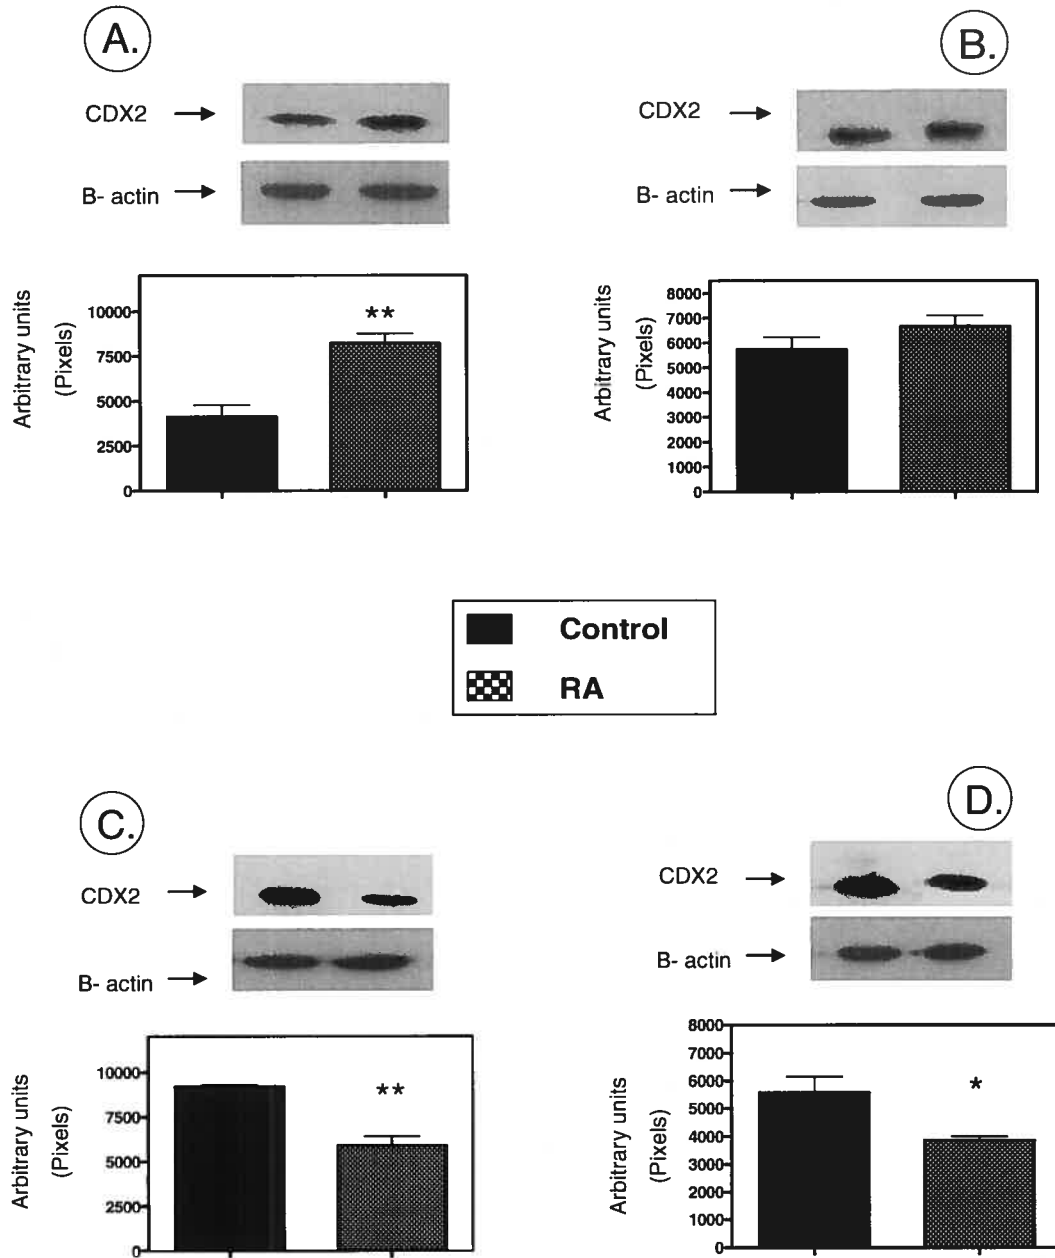 A.
B.
CDX2
B- actin
CDX2
B- actin
Arbitrary units
(Pixels)
10000
7500
5000
2500
0
**
Arbitrary units
(Pixels)
8000
7000
6000
5000
4000
3000
2000
1000
0
Control
RA
C.
D.
CDX2
B- actin
CDX2
B- actin
Arbitrary units
(Pixels)
10000
7500
5000
2500
0
**
Arbitrary units
(Pixels)
8000
7000
6000
5000
4000
3000
2000
1000
0
*